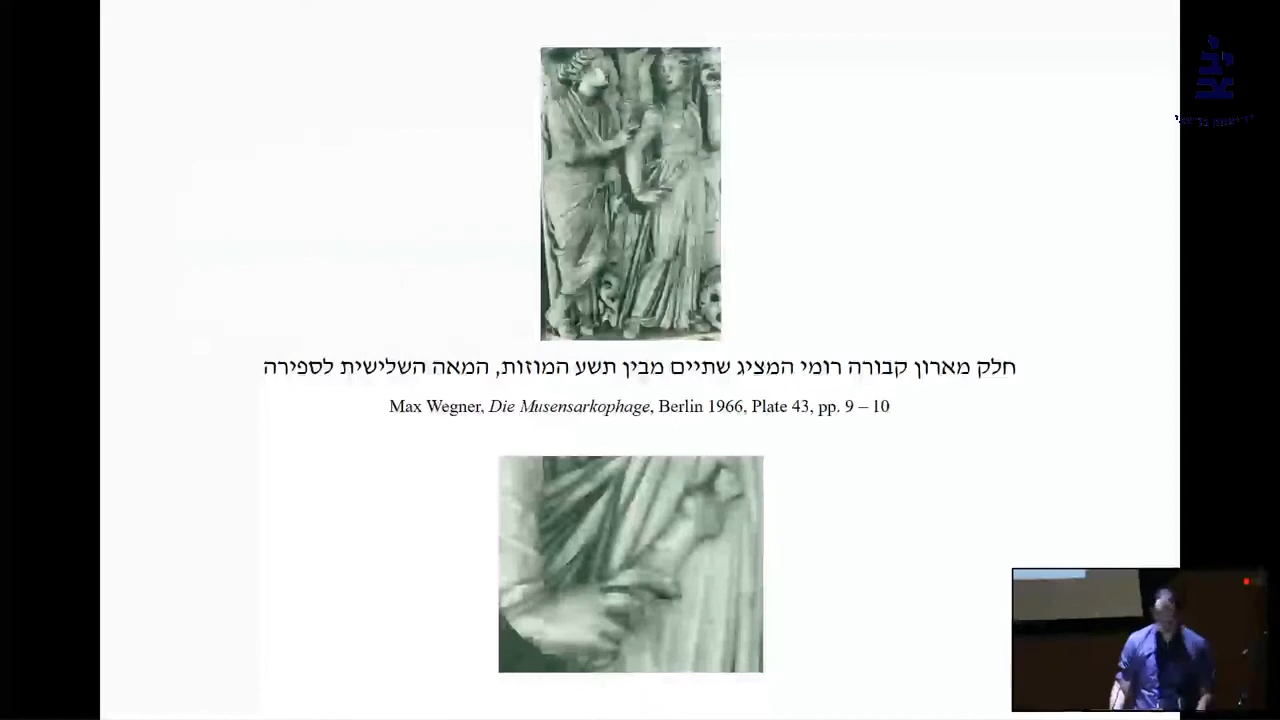 חלק מארון קבורה רומי המציג שתיים מבין תשע המוזות, המאה השלישית לספירה
Max Wegner, Die Musensarkophage, Berlin 1966, Plate 43, pp. 9 – 10